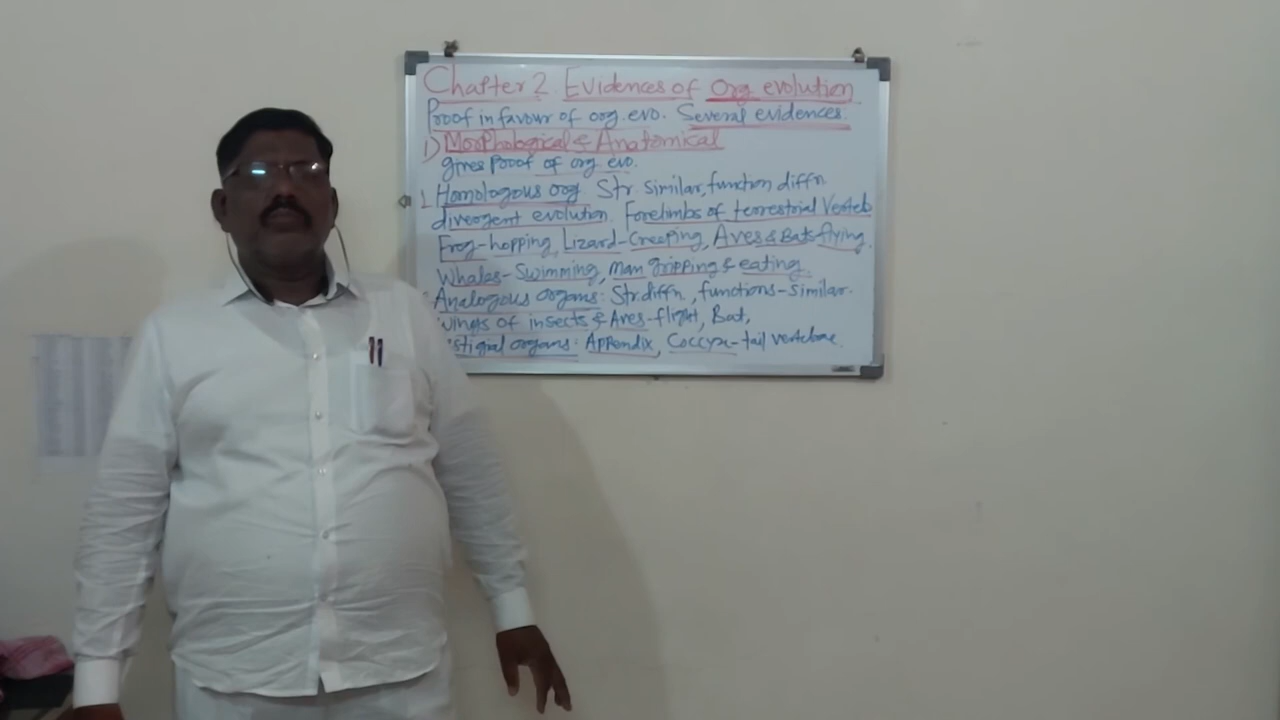 Chapter 2. Evidences of Org evolution
Proof in favour of org. evo. Several evidences.
1) Morphological & Anatomical
gives Proof of org evo.
1. Homologous org. Str. similar, function diffn
divergent evolution. Forelimbs of terrestrial Verteb
Frog-hopping, Lizard-Creeping, Aves & Bats flying.
Whales-Swimming, Man gripping & eating.
Analogous organs: Str. diffn, functions-similar.
wings of insects & Aves-flight, Bat,
stigial organs: Appendix, Coccyx-tail vertebrae.